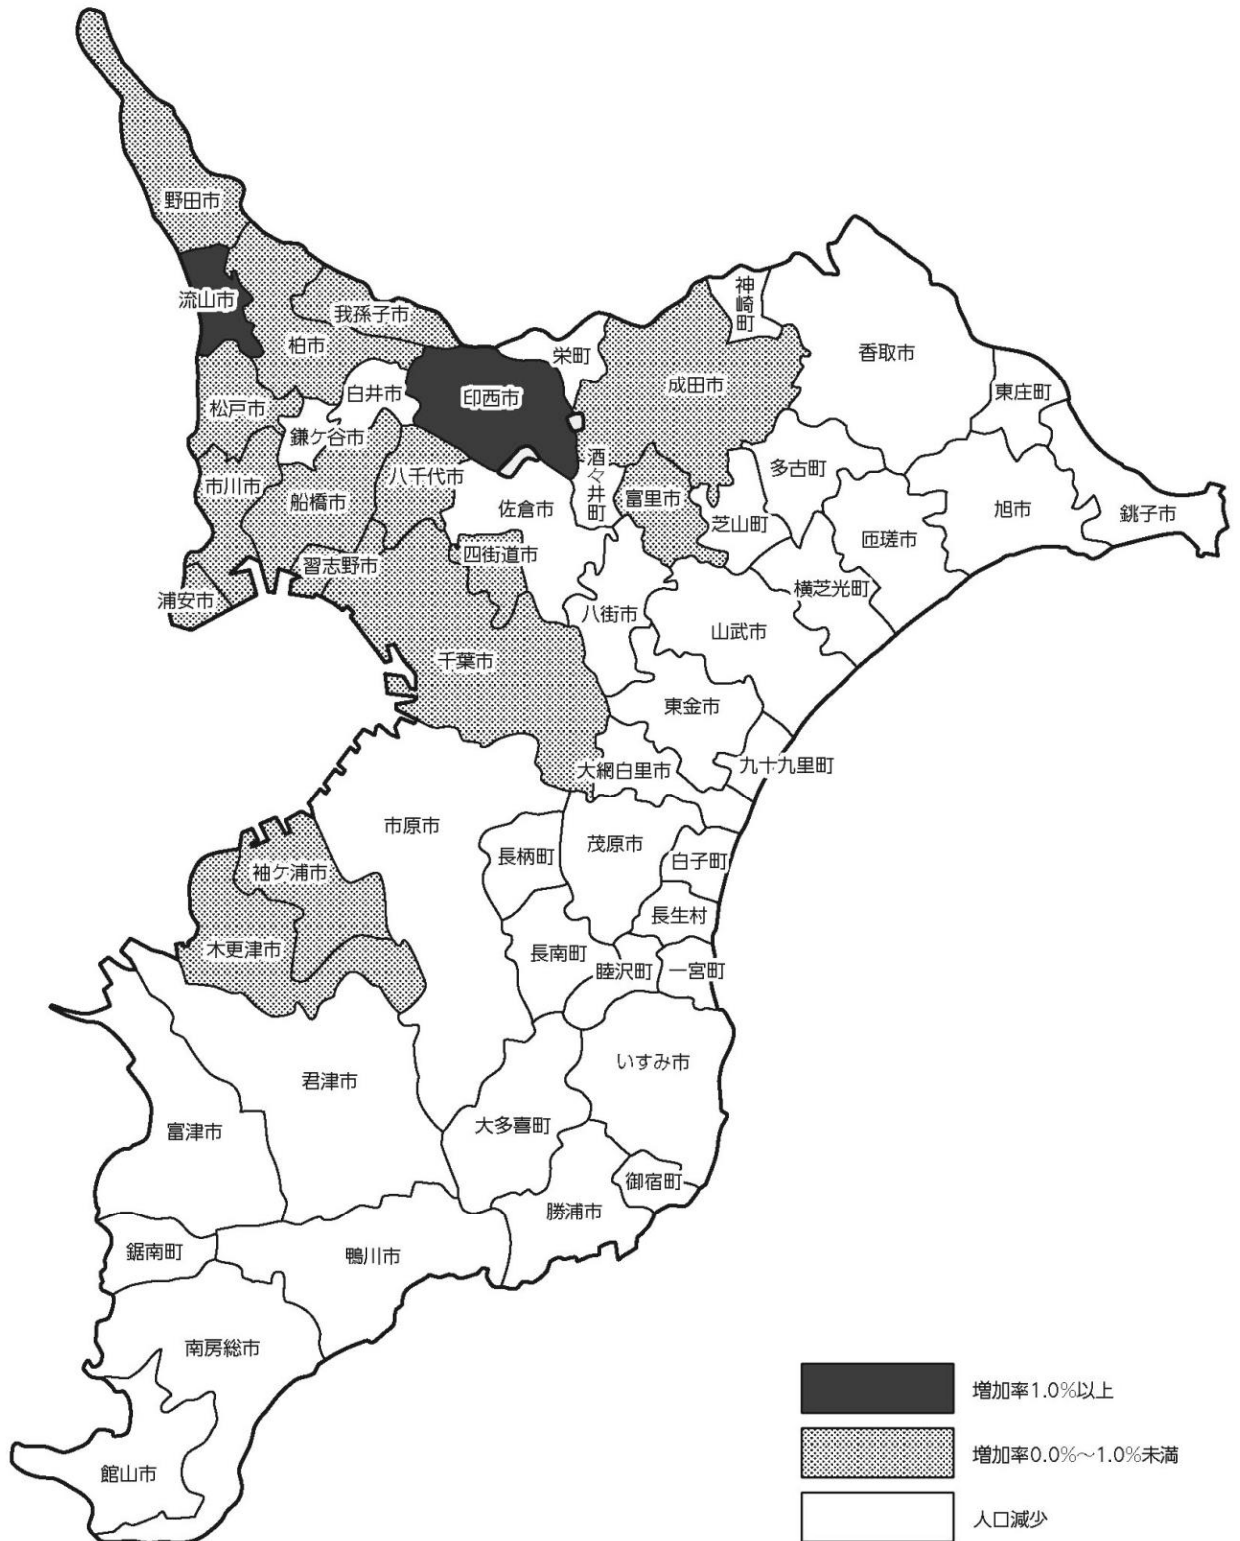 野田市
流山市
我孫子市
柏市
神崎町
香取市
栄町
成田市
東庄町
印西市
白井市
松戸市
鎌ケ谷市
酒々井町
多古町
市川市
八千代市
船橋市
富里市
佐倉市
芝山町
旭市
銚子市
匝瑳市
四街道市
習志野市
横芝光町
浦安市
八街市
山武市
千葉市
東金市
九十九里町
大網白里市
市原市
茂原市
長柄町
白子町
袖ケ浦市
長生村
木更津市
長南町
睦沢町
一宮町
いすみ市
君津市
大多喜町
富津市
御宿町
勝浦市
鋸南町
鴨川市
南房総市
館山市
増加率1.0%以上
増加率0.0%～1.0%未満
人口減少